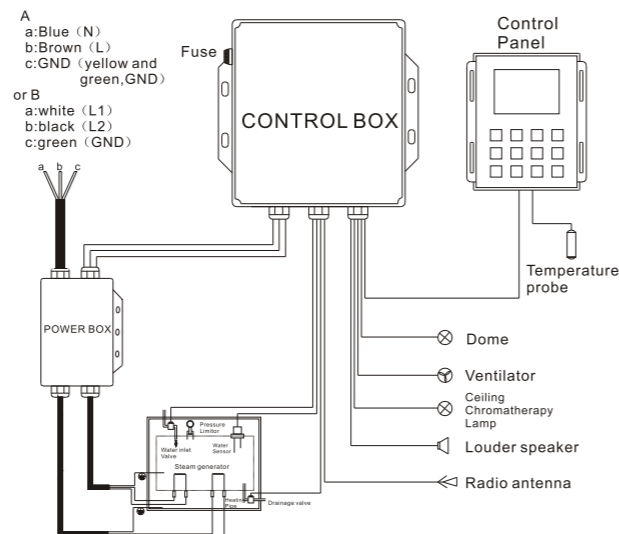 A
a:Blue（N）
b:Brown（L）
c:GND（yellow and
green,GND）
or B
a:white（L1）
b:black（L2）
c:green（GND）
a b c
Fuse
CONTROL BOX
Control
Panel
Temperature
probe
POWER BOX
Dome
Ventilator
Ceiling
Chromatherapy
Lamp
Louder speaker
Radio antenna
Pressure
Limitor
Water inlet
Valve
Water
Sensor
Steam generator
Heating
Pipe
Drainage valve